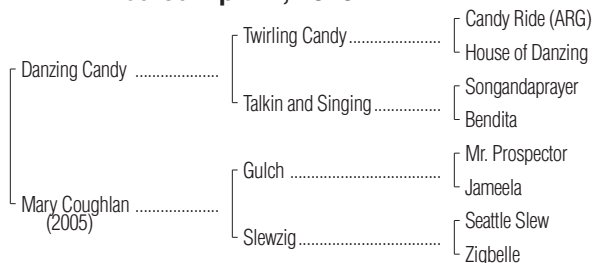 Candy Ride (ARG)
Twirling Candy
House of Danzing
Danzing Candy
Songandaprayer
Talkin and Singing
Bendita
Mr. Prospector
Gulch
Jameela
Mary Coughlan
(2005)
Seattle Slew
Slewzig
Zigbelle